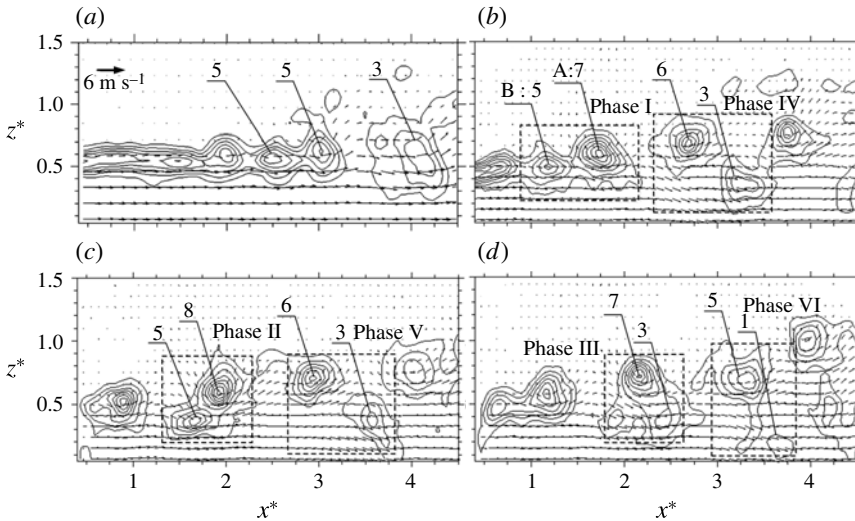 (a)
(b)
1.5
1.0
0.5
z*
6 m s⁻¹
5
5
3
B : 5
A:7
Phase I
6
3
Phase IV
(c)
(d)
1.5
1.0
0.5
z*
5
8
Phase II
6
3
Phase V
7
Phase III
3
5
Phase VI
1
1
2
3
4
1
2
3
4
x*
x*